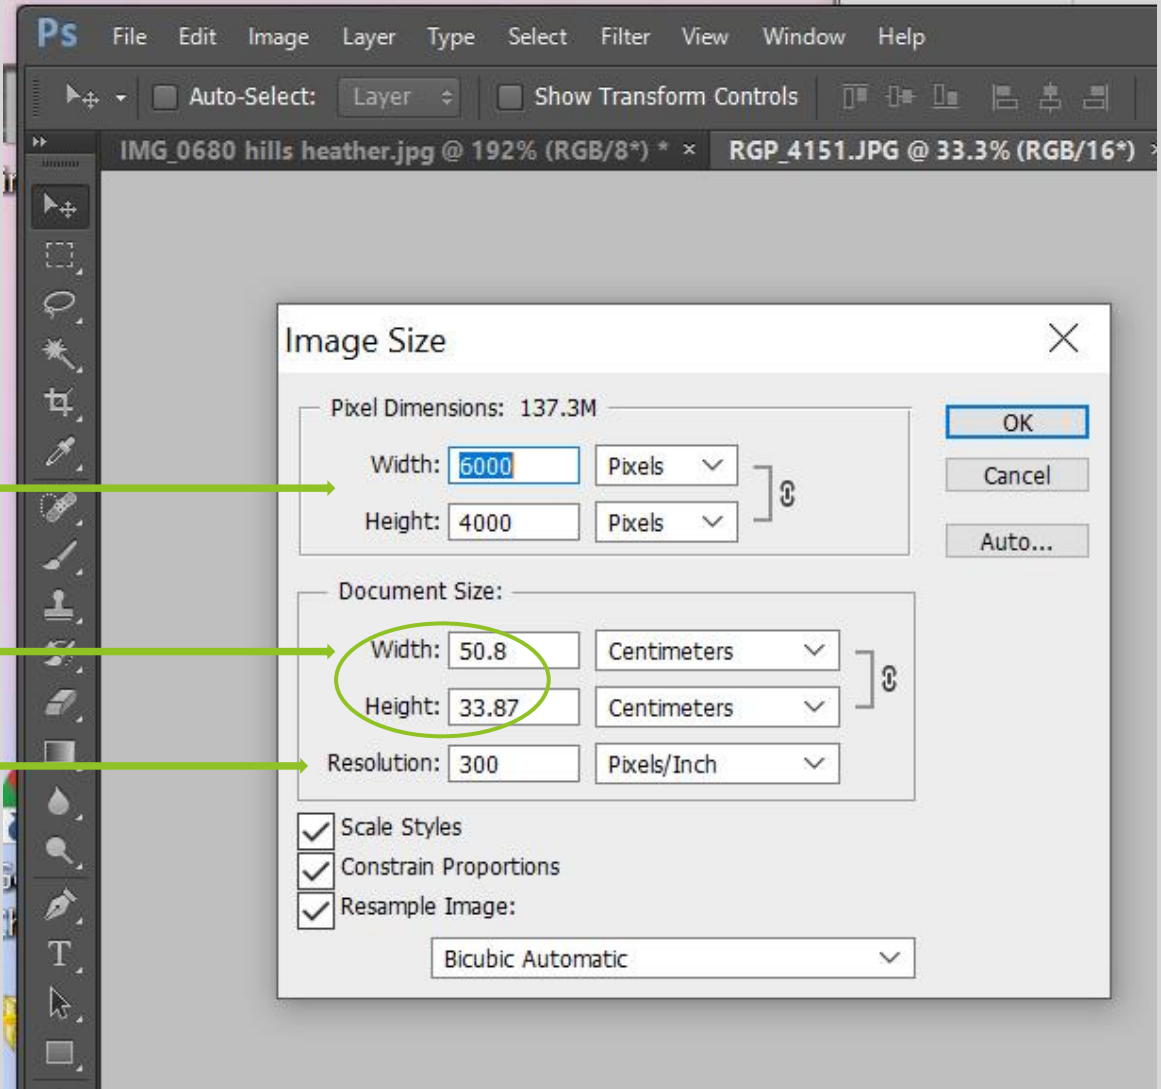 Ps File Edit Image Layer Type Select Filter View Window Help
Auto-Select: Layer Show Transform Controls
IMG_0680 hills heather.jpg @ 192% (RGB/8*) * × RGP_4151.JPG @ 33.3% (RGB/16*) ×
Image Size
Pixel Dimensions: 137.3M
OK
Width: 6000 Pixels
Cancel
Height: 4000 Pixels
Auto...
Document Size:
Width: 50.8 Centimeters
Height: 33.87 Centimeters
Resolution: 300 Pixels/Inch
Scale Styles
Constrain Proportions
Resample Image:
Bicubic Automatic
T